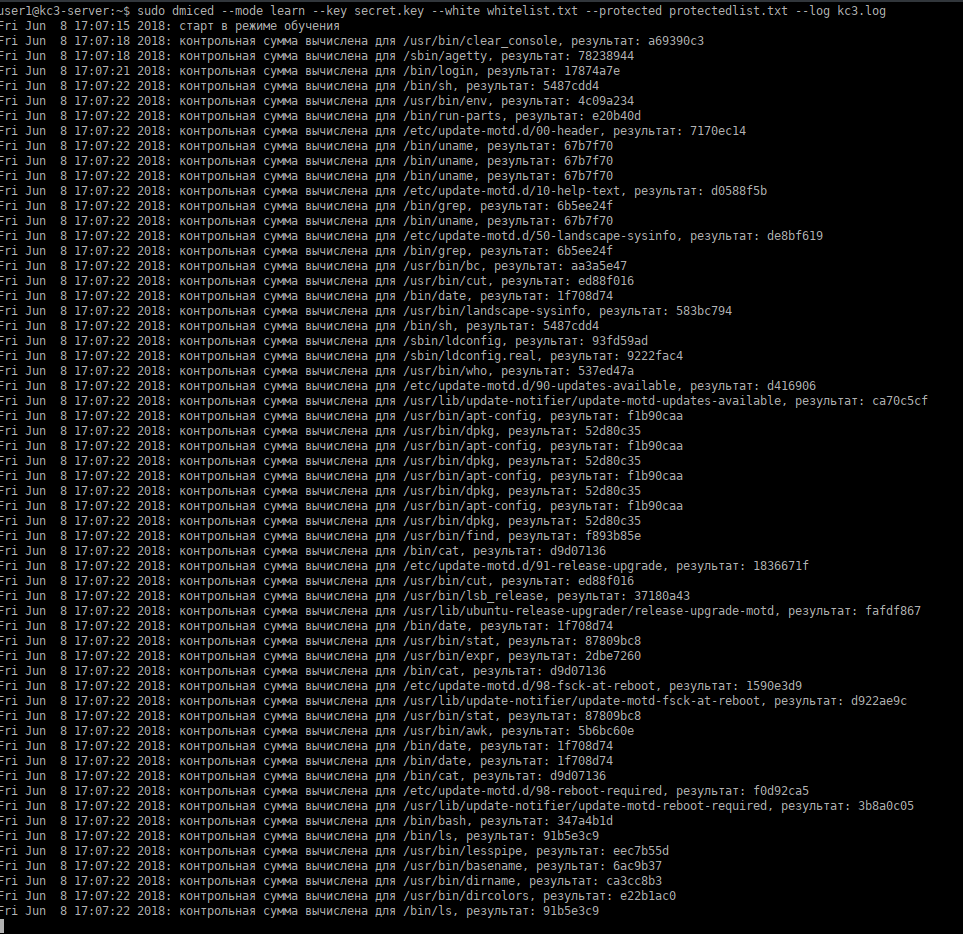 user1@kc3-server:~$ sudo dmiced --mode learn --key secret.key --white whitelist.txt --protected protectedlist.txt --log kc3.log
Fri Jun  8 17:07:15 2018: старт в режиме обучения
Fri Jun  8 17:07:18 2018: контрольная сумма вычислена для /usr/bin/clear_console, результат: a69390c3
Fri Jun  8 17:07:18 2018: контрольная сумма вычислена для /sbin/agetty, результат: 78238944
Fri Jun  8 17:07:21 2018: контрольная сумма вычислена для /bin/login, результат: 17874a7e
Fri Jun  8 17:07:22 2018: контрольная сумма вычислена для /bin/sh, результат: 5487cdd4
Fri Jun  8 17:07:22 2018: контрольная сумма вычислена для /usr/bin/env, результат: 4c09a234
Fri Jun  8 17:07:22 2018: контрольная сумма вычислена для /bin/run-parts, результат: e20b40d
Fri Jun  8 17:07:22 2018: контрольная сумма вычислена для /etc/update-motd.d/00-header, результат: 7170ec14
Fri Jun  8 17:07:22 2018: контрольная сумма вычислена для /bin/uname, результат: 67b7f70
Fri Jun  8 17:07:22 2018: контрольная сумма вычислена для /bin/uname, результат: 67b7f70
Fri Jun  8 17:07:22 2018: контрольная сумма вычислена для /bin/uname, результат: 67b7f70
Fri Jun  8 17:07:22 2018: контрольная сумма вычислена для /etc/update-motd.d/10-help-text, результат: d0588f5b
Fri Jun  8 17:07:22 2018: контрольная сумма вычислена для /bin/grep, результат: 6b5ee24f
Fri Jun  8 17:07:22 2018: контрольная сумма вычислена для /bin/uname, результат: 67b7f70
Fri Jun  8 17:07:22 2018: контрольная сумма вычислена для /etc/update-motd.d/50-landscape-sysinfo, результат: de8bf619
Fri Jun  8 17:07:22 2018: контрольная сумма вычислена для /bin/grep, результат: 6b5ee24f
Fri Jun  8 17:07:22 2018: контрольная сумма вычислена для /usr/bin/bc, результат: aa3a5e47
Fri Jun  8 17:07:22 2018: контрольная сумма вычислена для /usr/bin/cut, результат: ed88f016
Fri Jun  8 17:07:22 2018: контрольная сумма вычислена для /bin/date, результат: 1f708d74
Fri Jun  8 17:07:22 2018: контрольная сумма вычислена для /usr/bin/landscape-sysinfo, результат: 583bc794
Fri Jun  8 17:07:22 2018: контрольная сумма вычислена для /bin/sh, результат: 5487cdd4
Fri Jun  8 17:07:22 2018: контрольная сумма вычислена для /sbin/ldconfig, результат: 93fd59ad
Fri Jun  8 17:07:22 2018: контрольная сумма вычислена для /sbin/ldconfig.real, результат: 9222fac4
Fri Jun  8 17:07:22 2018: контрольная сумма вычислена для /usr/bin/who, результат: 537ed47a
Fri Jun  8 17:07:22 2018: контрольная сумма вычислена для /etc/update-motd.d/90-updates-available, результат: d416906
Fri Jun  8 17:07:22 2018: контрольная сумма вычислена для /usr/lib/update-notifier/update-motd-updates-available, результат: ca70c5cf
Fri Jun  8 17:07:22 2018: контрольная сумма вычислена для /usr/bin/apt-config, результат: f1b90caa
Fri Jun  8 17:07:22 2018: контрольная сумма вычислена для /usr/bin/dpkg, результат: 52d80c35
Fri Jun  8 17:07:22 2018: контрольная сумма вычислена для /usr/bin/apt-config, результат: f1b90caa
Fri Jun  8 17:07:22 2018: контрольная сумма вычислена для /usr/bin/dpkg, результат: 52d80c35
Fri Jun  8 17:07:22 2018: контрольная сумма вычислена для /usr/bin/apt-config, результат: f1b90caa
Fri Jun  8 17:07:22 2018: контрольная сумма вычислена для /usr/bin/dpkg, результат: 52d80c35
Fri Jun  8 17:07:22 2018: контрольная сумма вычислена для /usr/bin/apt-config, результат: f1b90caa
Fri Jun  8 17:07:22 2018: контрольная сумма вычислена для /usr/bin/dpkg, результат: 52d80c35
Fri Jun  8 17:07:22 2018: контрольная сумма вычислена для /usr/bin/find, результат: f893b85e
Fri Jun  8 17:07:22 2018: контрольная сумма вычислена для /bin/cat, результат: d9d07136
Fri Jun  8 17:07:22 2018: контрольная сумма вычислена для /etc/update-motd.d/91-release-upgrade, результат: 1836671f
Fri Jun  8 17:07:22 2018: контрольная сумма вычислена для /usr/bin/cut, результат: ed88f016
Fri Jun  8 17:07:22 2018: контрольная сумма вычислена для /usr/bin/lsb_release, результат: 37180a43
Fri Jun  8 17:07:22 2018: контрольная сумма вычислена для /usr/lib/ubuntu-release-upgrader/release-upgrade-motd, результат: fafdf867
Fri Jun  8 17:07:22 2018: контрольная сумма вычислена для /bin/date, результат: 1f708d74
Fri Jun  8 17:07:22 2018: контрольная сумма вычислена для /usr/bin/stat, результат: 87809bc8
Fri Jun  8 17:07:22 2018: контрольная сумма вычислена для /usr/bin/expr, результат: 2dbe7260
Fri Jun  8 17:07:22 2018: контрольная сумма вычислена для /bin/cat, результат: d9d07136
Fri Jun  8 17:07:22 2018: контрольная сумма вычислена для /etc/update-motd.d/98-fsck-at-reboot, результат: 1590e3d9
Fri Jun  8 17:07:22 2018: контрольная сумма вычислена для /usr/lib/update-notifier/update-motd-fsck-at-reboot, результат: d922ae9c
Fri Jun  8 17:07:22 2018: контрольная сумма вычислена для /usr/bin/stat, результат: 87809bc8
Fri Jun  8 17:07:22 2018: контрольная сумма вычислена для /usr/bin/awk, результат: 5b6bc60e
Fri Jun  8 17:07:22 2018: контрольная сумма вычислена для /bin/date, результат: 1f708d74
Fri Jun  8 17:07:22 2018: контрольная сумма вычислена для /bin/date, результат: 1f708d74
Fri Jun  8 17:07:22 2018: контрольная сумма вычислена для /bin/cat, результат: d9d07136
Fri Jun  8 17:07:22 2018: контрольная сумма вычислена для /etc/update-motd.d/98-reboot-required, результат: f0d92ca5
Fri Jun  8 17:07:22 2018: контрольная сумма вычислена для /usr/lib/update-notifier/update-motd-reboot-required, результат: 3b8a0c05
Fri Jun  8 17:07:22 2018: контрольная сумма вычислена для /bin/bash, результат: 347a4b1d
Fri Jun  8 17:07:22 2018: контрольная сумма вычислена для /bin/ls, результат: 91b5e3c9
Fri Jun  8 17:07:22 2018: контрольная сумма вычислена для /usr/bin/lesspipe, результат: eec7b55d
Fri Jun  8 17:07:22 2018: контрольная сумма вычислена для /usr/bin/basename, результат: 6ac9b37
Fri Jun  8 17:07:22 2018: контрольная сумма вычислена для /usr/bin/dirname, результат: ca3cc8b3
Fri Jun  8 17:07:22 2018: контрольная сумма вычислена для /usr/bin/dircolors, результат: e22b1ac0
Fri Jun  8 17:07:22 2018: контрольная сумма вычислена для /bin/ls, результат: 91b5e3c9